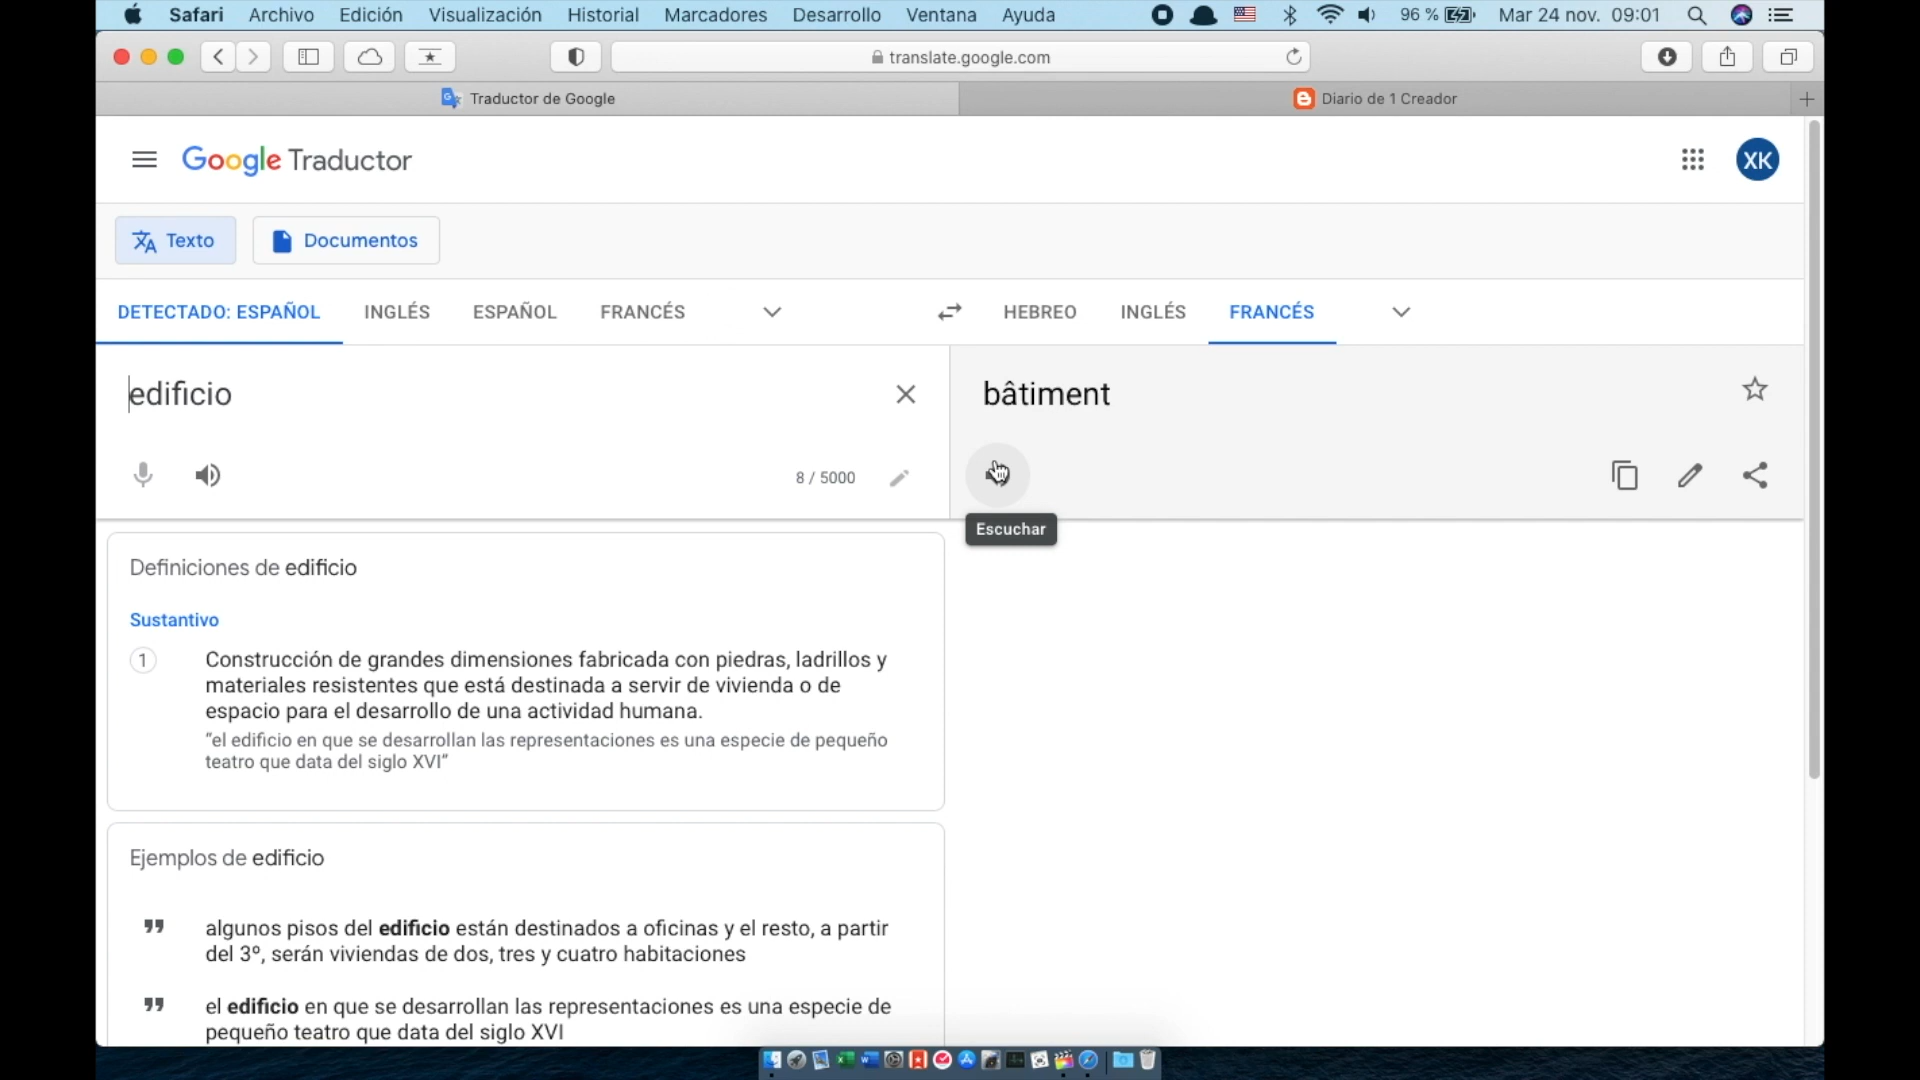 Safari Archivo Edición Visualización Historial Marcadores Desarrollo Ventana Ayuda 96 % Mar 24 nov. 09:01
translate.google.com
Traductor de Google Diario de 1 Creador
Google Traductor XK
Texto Documentos
DETECTADO: ESPAÑOL INGLÉS ESPAÑOL FRANCÉS HEBREO INGLÉS FRANCÉS
edificio bâtiment
8 / 5000
Escuchar
Definiciones de edificio
Sustantivo
1 Construcción de grandes dimensiones fabricada con piedras, ladrillos y
materiales resistentes que está destinada a servir de vivienda o de
espacio para el desarrollo de una actividad humana.
"el edificio en que se desarrollan las representaciones es una especie de pequeño
teatro que data del siglo XVI"
Ejemplos de edificio
algunos pisos del edificio están destinados a oficinas y el resto, a partir
del 3º, serán viviendas de dos, tres y cuatro habitaciones
el edificio en que se desarrollan las representaciones es una especie de
pequeño teatro que data del siglo XVI